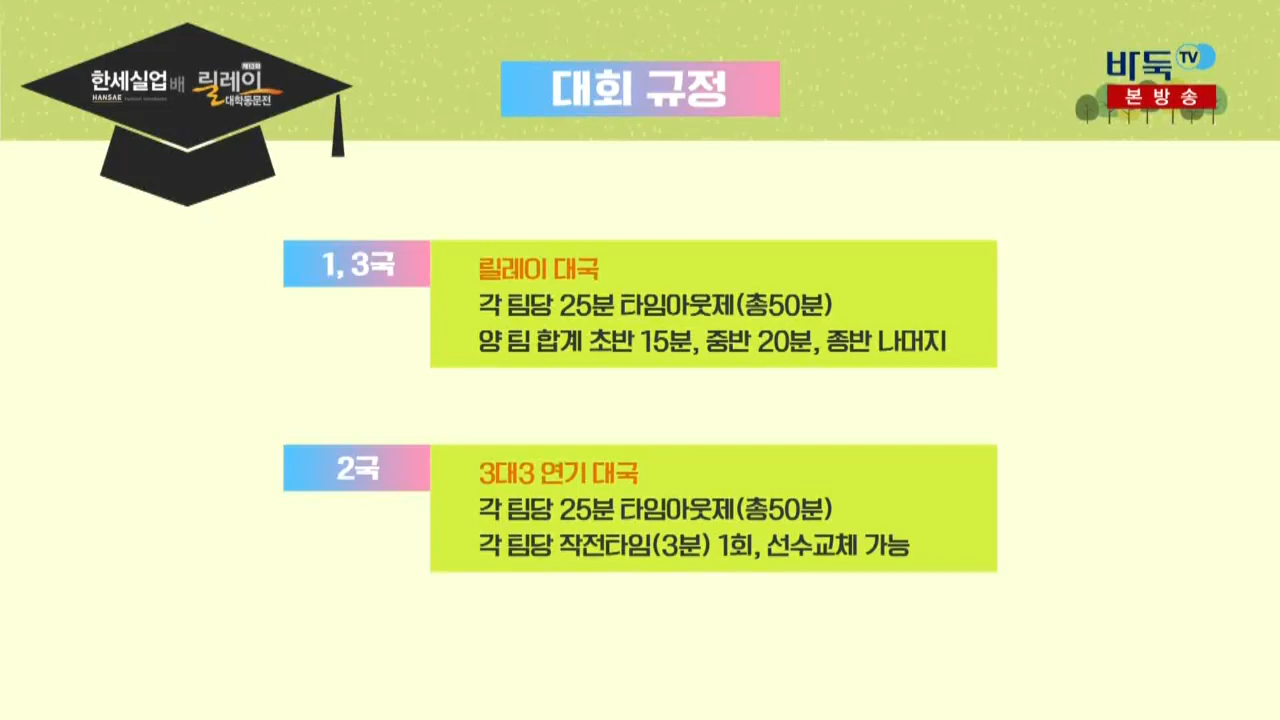 한세실업배
HANSAE
릴레이
대학동문전
대회 규정
바둑TV
본방송
1, 3국
릴레이 대국
각 팀당 25분 타임아웃제(총50분)
양 팀 합계 초반 15분, 중반 20분, 종반 나머지
2국
3대3 연기 대국
각 팀당 25분 타임아웃제(총50분)
각 팀당 작전타임(3분) 1회, 선수교체 가능